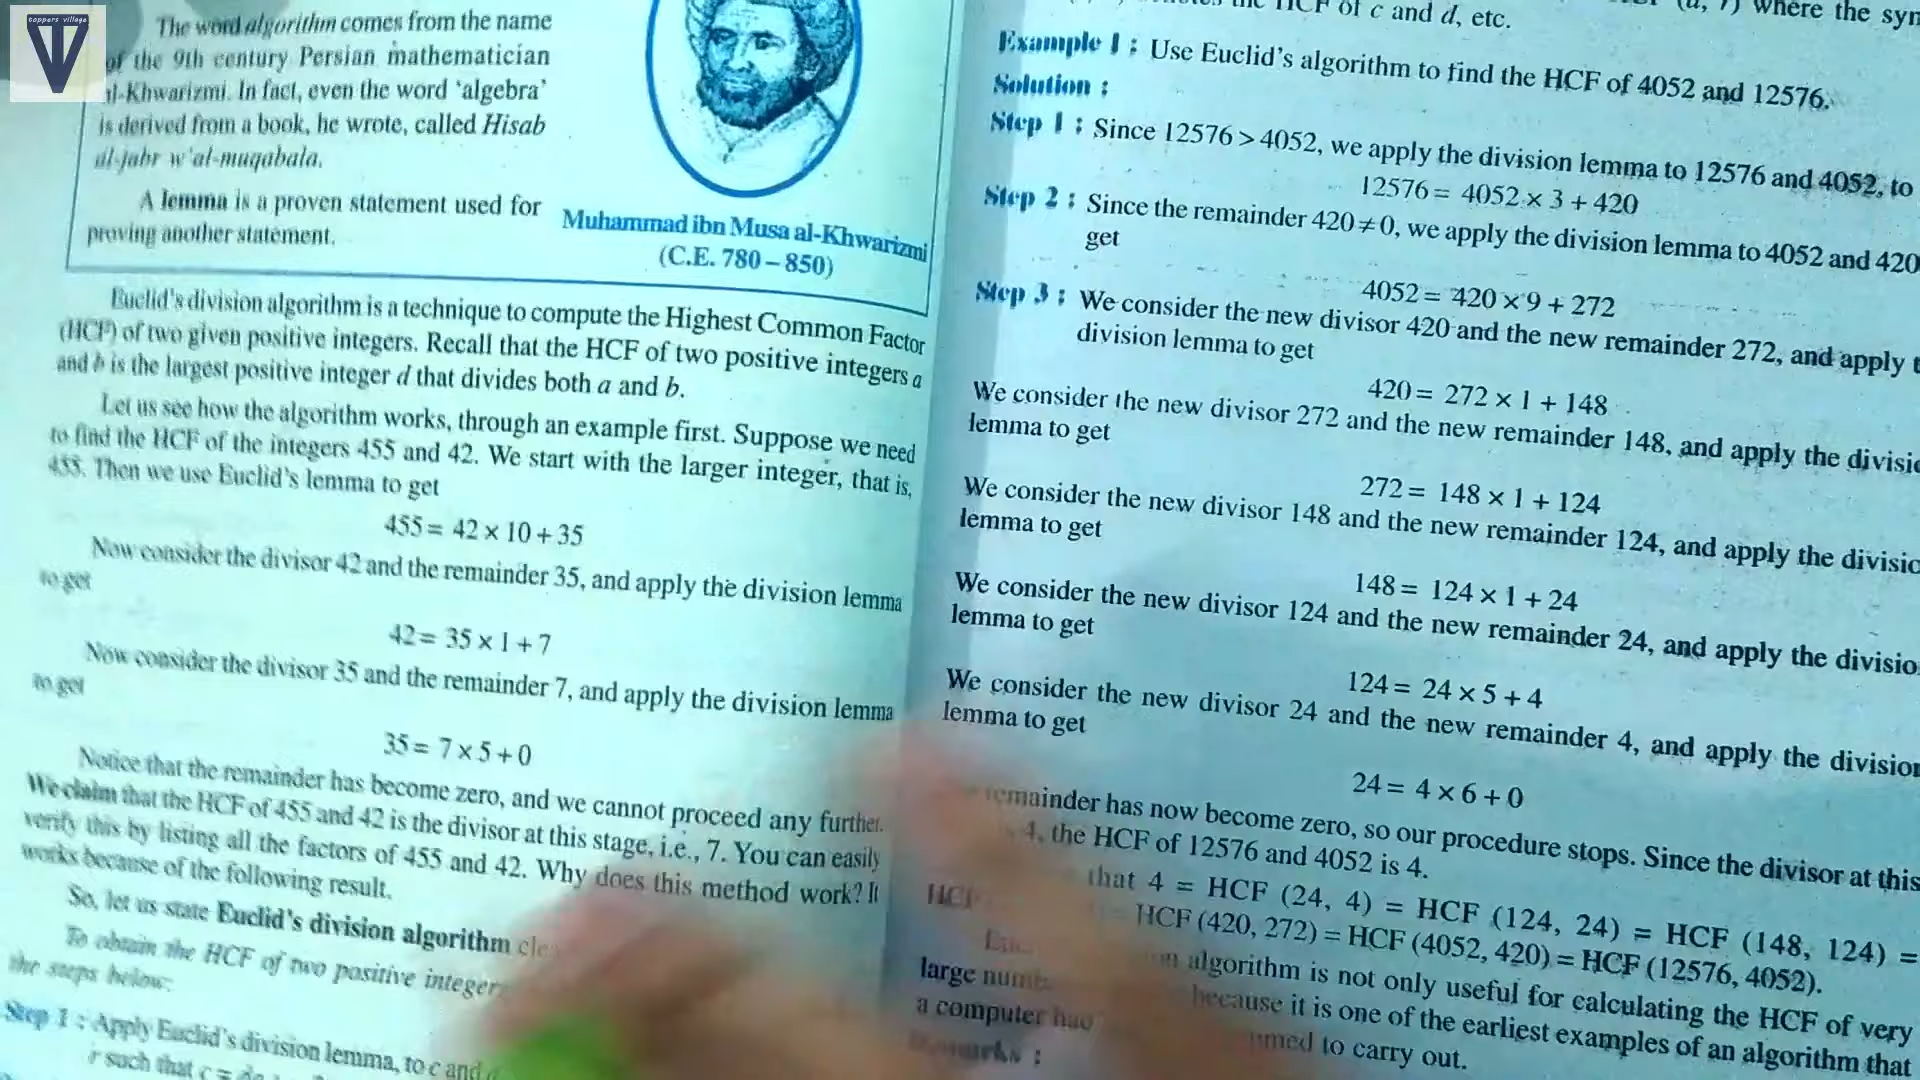 toppers village
The word algorithm comes from the name
of the 9th century Persian mathematician
al-Khwarizmi. In fact, even the word ‘algebra’
is derived from a book, he wrote, called Hisab
al-jabr w’al-muqabala.
A lemma is a proven statement used for
proving another statement.
Muhammad ibn Musa al-Khwarizmi
(C.E. 780 – 850)
Euclid’s division algorithm is a technique to compute the Highest Common Factor
(HCF) of two given positive integers. Recall that the HCF of two positive integers a
and b is the largest positive integer d that divides both a and b.
Let us see how the algorithm works, through an example first. Suppose we need
to find the HCF of the integers 455 and 42. We start with the larger integer, that is,
455. Then we use Euclid’s lemma to get
455 = 42 × 10 + 35
Now consider the divisor 42 and the remainder 35, and apply the division lemma
to get
42 = 35 × 1 + 7
Now consider the divisor 35 and the remainder 7, and apply the division lemma
to get
35 = 7 × 5 + 0
Notice that the remainder has become zero, and we cannot proceed any further.
We claim that the HCF of 455 and 42 is the divisor at this stage, i.e., 7. You can easily
verify this by listing all the factors of 455 and 42. Why does this method work? It
works because of the following result.
So, let us state Euclid’s division algorithm
To obtain the HCF of two positive
the steps below:
Step 1 : Apply Euclid’s division lemma, to c and
r such that c =
HCF of c and d, etc. where the
Example 1 : Use Euclid’s algorithm to find the HCF of 4052 and 12576.
Solution :
Step 1 : Since 12576 > 4052, we apply the division lemma to 12576 and 4052, to
12576 = 4052 × 3 + 420
Step 2 : Since the remainder 420 ≠ 0, we apply the division lemma to 4052 and 420
get
4052 = 420 × 9 + 272
Step 3 : We consider the new divisor 420 and the new remainder 272, and apply
division lemma to get
420 = 272 × 1 + 148
We consider the new divisor 272 and the new remainder 148, and apply the
lemma to get
272 = 148 × 1 + 124
We consider the new divisor 148 and the new remainder 124, and apply the
lemma to get
148 = 124 × 1 + 24
We consider the new divisor 124 and the new remainder 24, and apply the
lemma to get
124 = 24 × 5 + 4
We consider the new divisor 24 and the new remainder 4, and apply the division
lemma to get
24 = 4 × 6 + 0
remainder has now become zero, so our procedure stops. Since the divisor at this
4, the HCF of 12576 and 4052 is 4.
that 4 = HCF (24, 4) = HCF (124, 24) = HCF (148, 124) =
HCF (420, 272) = HCF (4052, 420) = HCF (12576, 4052).
algorithm is not only useful for calculating the HCF of very
large because it is one of the earliest examples of an algorithm that
a computer had to carry out.